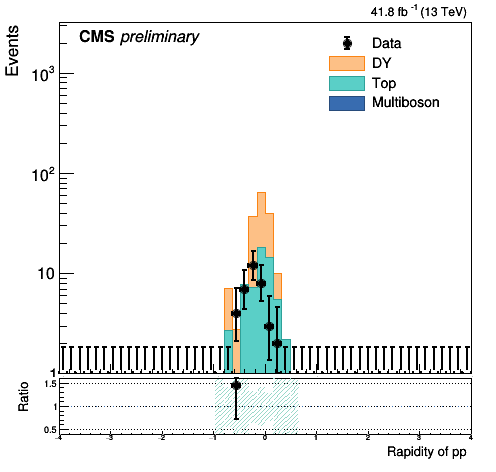 41.8 fb⁻¹ (13 TeV)
CMS preliminary
Events
Data
DY
Top
Multiboson
10³
10²
10
1
Ratio
1.5
1
0.5
-4 -3 -2 -1 0 1 2 3 4
Rapidity of pp